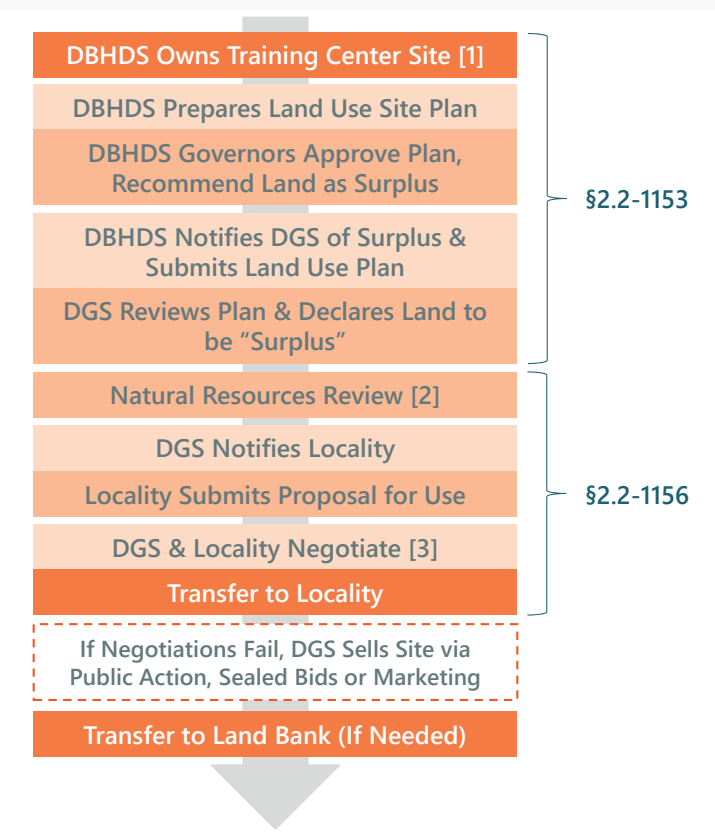 DBHDS Owns Training Center Site [1]
DBHDS Prepares Land Use Site Plan
DBHDS Governors Approve Plan,
Recommend Land as Surplus
§2.2-1153
DBHDS Notifies DGS of Surplus &
Submits Land Use Plan
DGS Reviews Plan & Declares Land to
be “Surplus”
Natural Resources Review [2]
DGS Notifies Locality
Locality Submits Proposal for Use
§2.2-1156
DGS & Locality Negotiate [3]
Transfer to Locality
If Negotiations Fail, DGS Sells Site via
Public Action, Sealed Bids or Marketing
Transfer to Land Bank (If Needed)